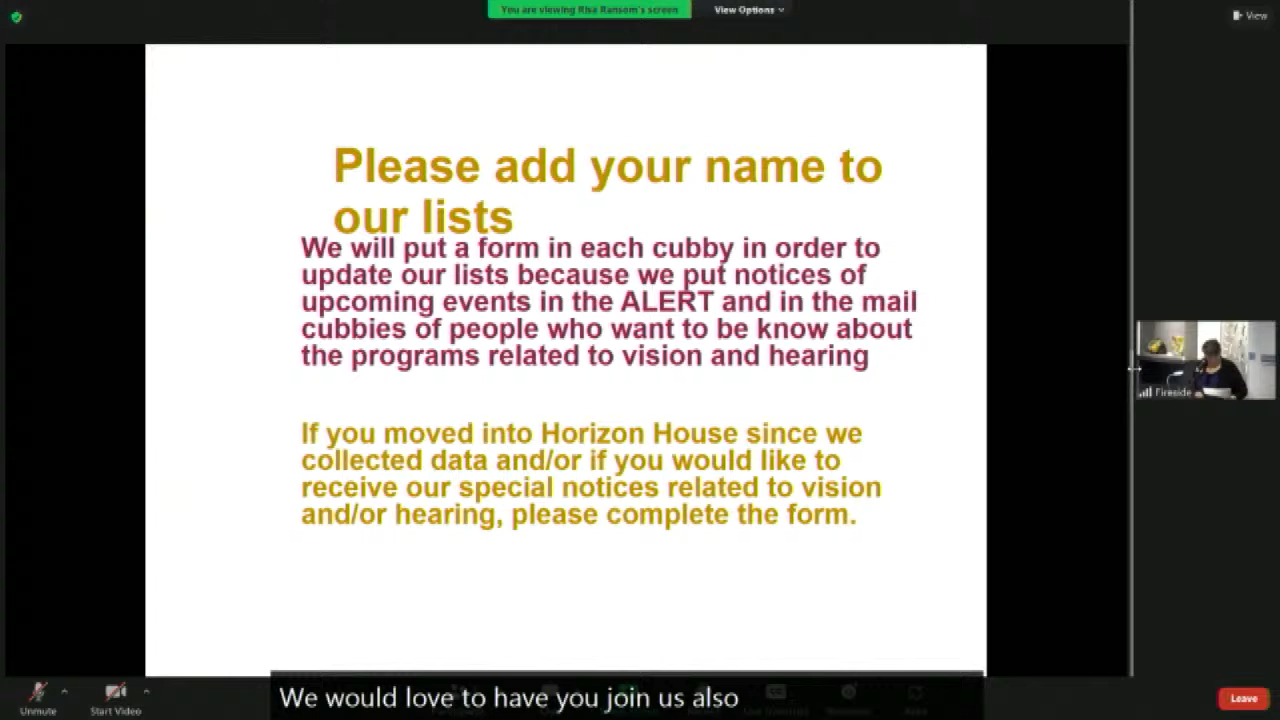 You are viewing Risa Ransom's screen
View Options
View
Please add your name to
our lists
We will put a form in each cubby in order to
update our lists because we put notices of
upcoming events in the ALERT and in the mail
cubbies of people who want to be know about
the programs related to vision and hearing
If you moved into Horizon House since we
collected data and/or if you would like to
receive our special notices related to vision
and/or hearing, please complete the form.
Fireside
We would love to have you join us also
Unmute
Start Video
Leave